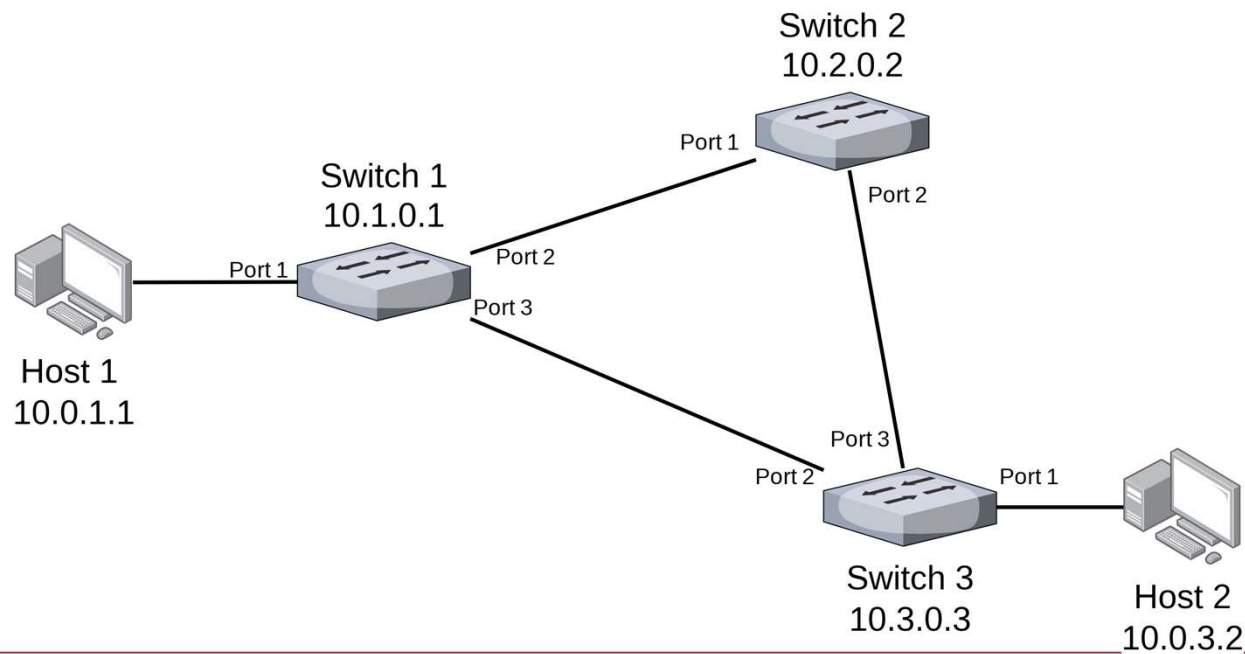 Switch 2
10.2.0.2
Port 1
Port 2
Switch 1
10.1.0.1
Port 1
Port 2
Port 3
Host 1
10.0.1.1
Port 3
Port 2
Port 1
Switch 3
10.3.0.3
Host 2
10.0.3.2